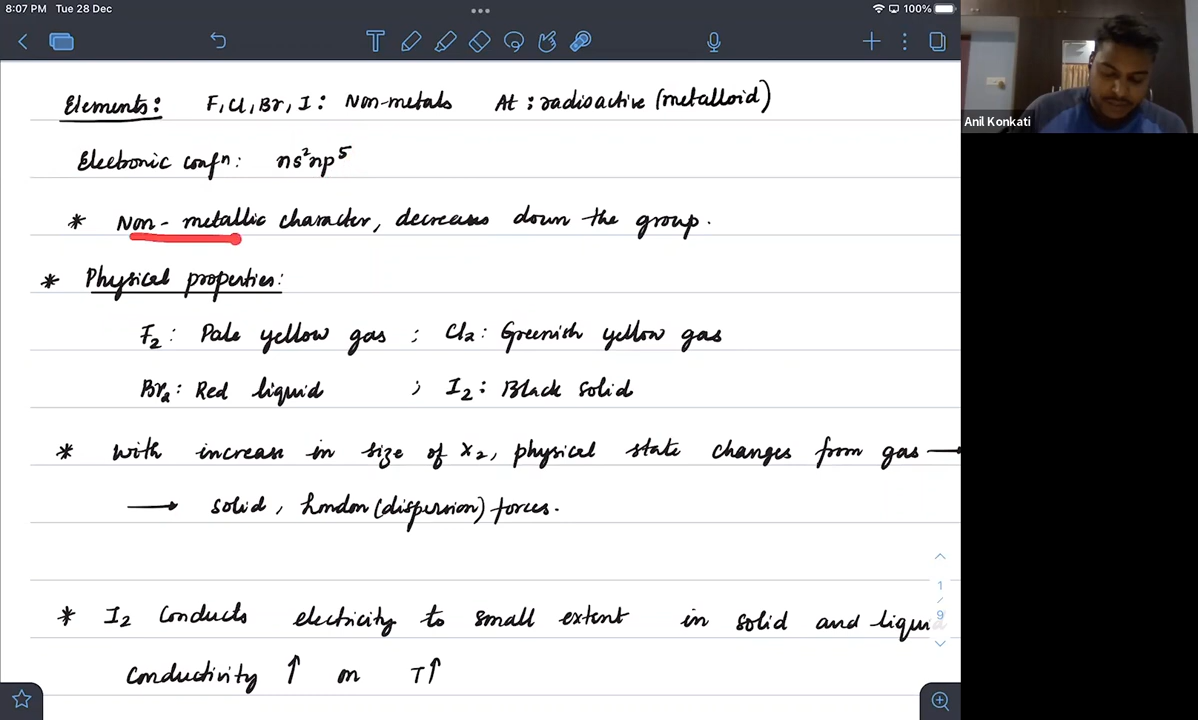 8:07 PM Tue 28 Dec
100%
Anil Konkati
Elements: F, Cl, Br, I : Non-metals At : radioactive (metalloid)
Electronic confⁿ: ns²np⁵
* Non-metallic character, decreases down the group.
* Physical properties:
F₂: Pale yellow gas ; Cl₂: Greenish yellow gas
Br₂: Red liquid ; I₂: Black solid
* With increase in size of X₂, physical state changes from gas →
→ solid, London (dispersion) forces.
* I₂ conducts electricity to small extent in solid and liquid
Conductivity ↑ on T↑
1
/
9